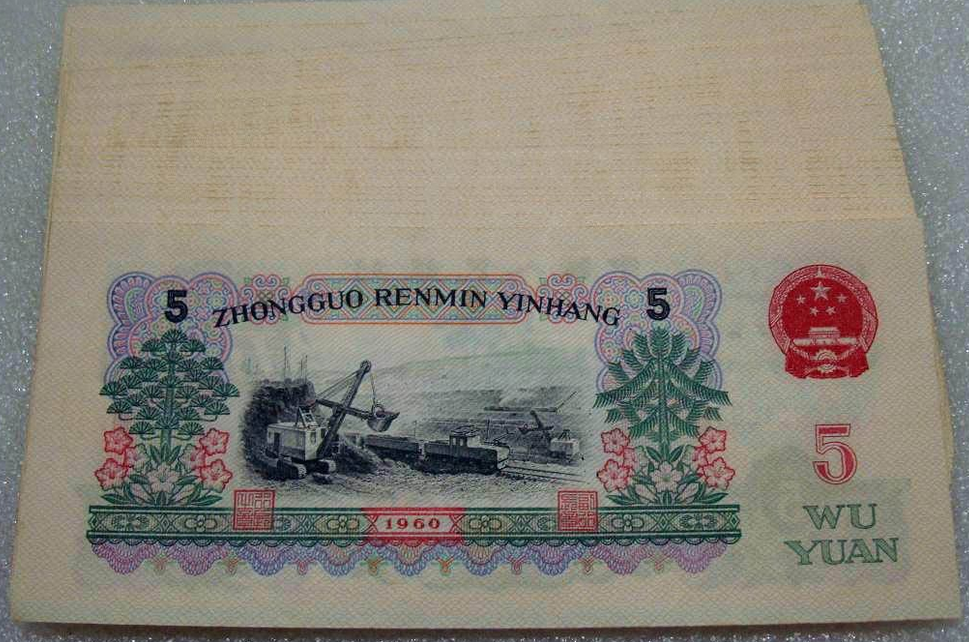 5 ZHONGGUO RENMIN YINHANG 5
5
WU
YUAN
1960